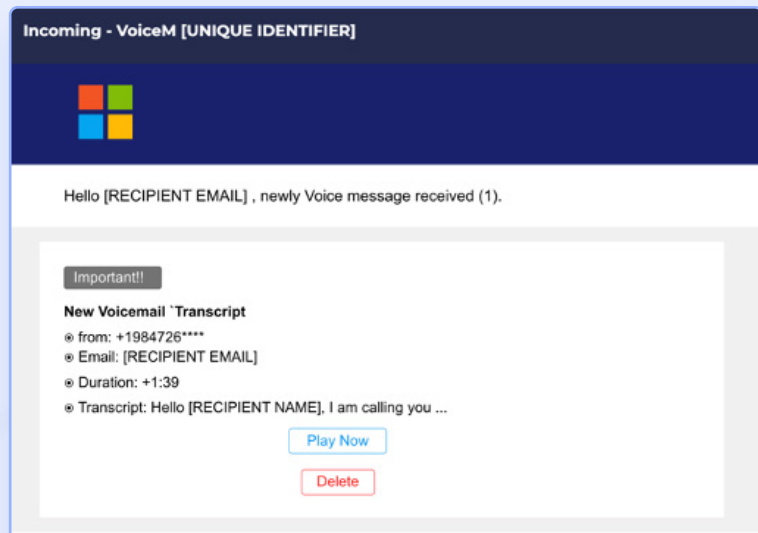 Incoming - VoiceM [UNIQUE IDENTIFIER]
Hello [RECIPIENT EMAIL] , newly Voice message received (1).
Important!!
New Voicemail `Transcript
from: +1984726****
Email: [RECIPIENT EMAIL]
Duration: +1:39
Transcript: Hello [RECIPIENT NAME], I am calling you ...
Play Now
Delete